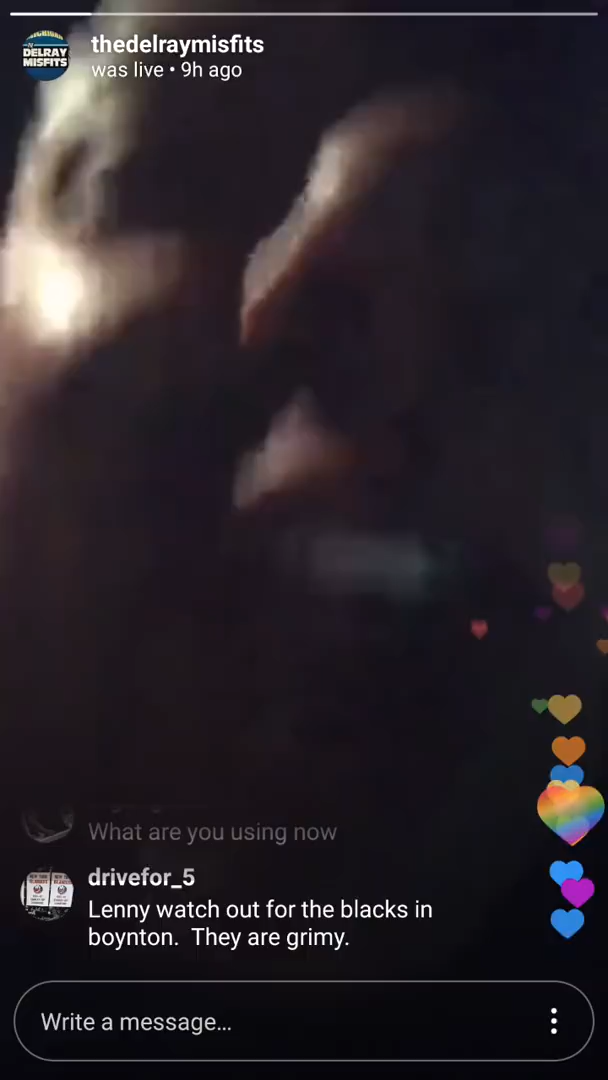 DELRAY
MISFITS
thedelraymisfits
was live • 9h ago
What are you using now
drivefor_5
Lenny watch out for the blacks in
boynton. They are grimy.
Write a message...